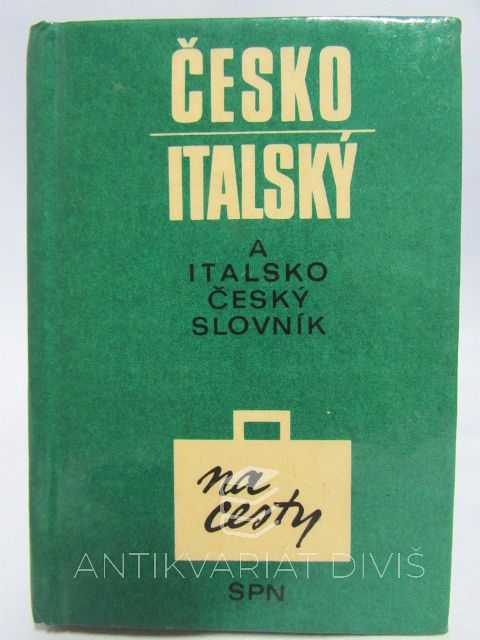 ČESKO
ITALSKÝ
A
ITALSKO
ČESKÝ
SLOVNÍK
na
cesty
ANTIKVARIÁT DIVIŠ
SPN